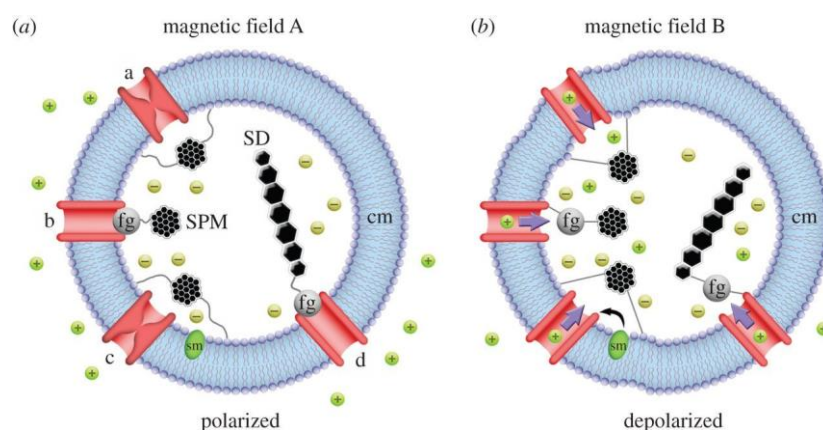 (a) magnetic field A
a
SD
b
fg
SPM
cm
fg
c
sm
d
polarized
(b) magnetic field B
fg
cm
fg
sm
depolarized